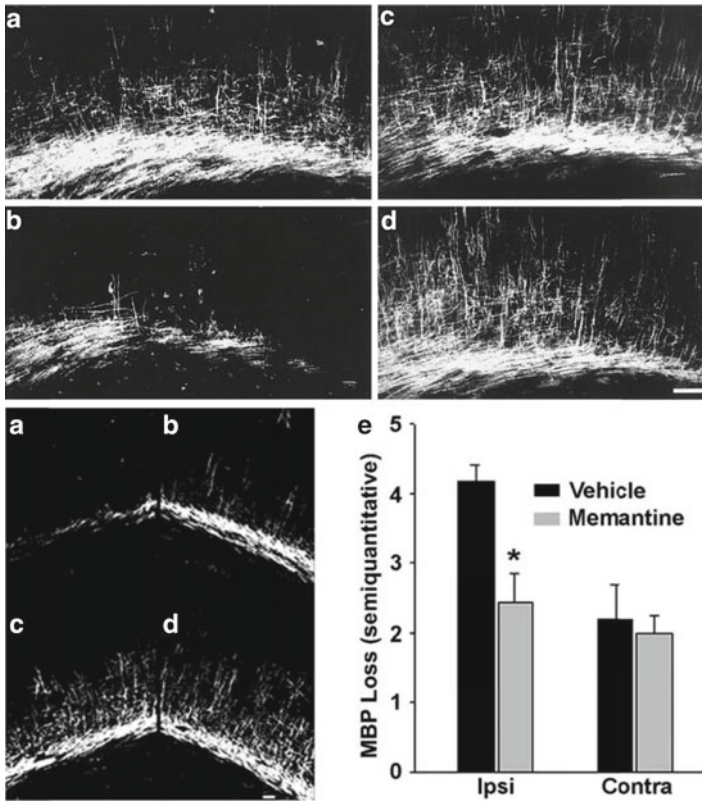 a
c
b
d
a
b
c
d
e
5
4
3
2
1
0
MBP Loss (semiquantitative)
Vehicle
Memantine
*
Ipsi
Contra